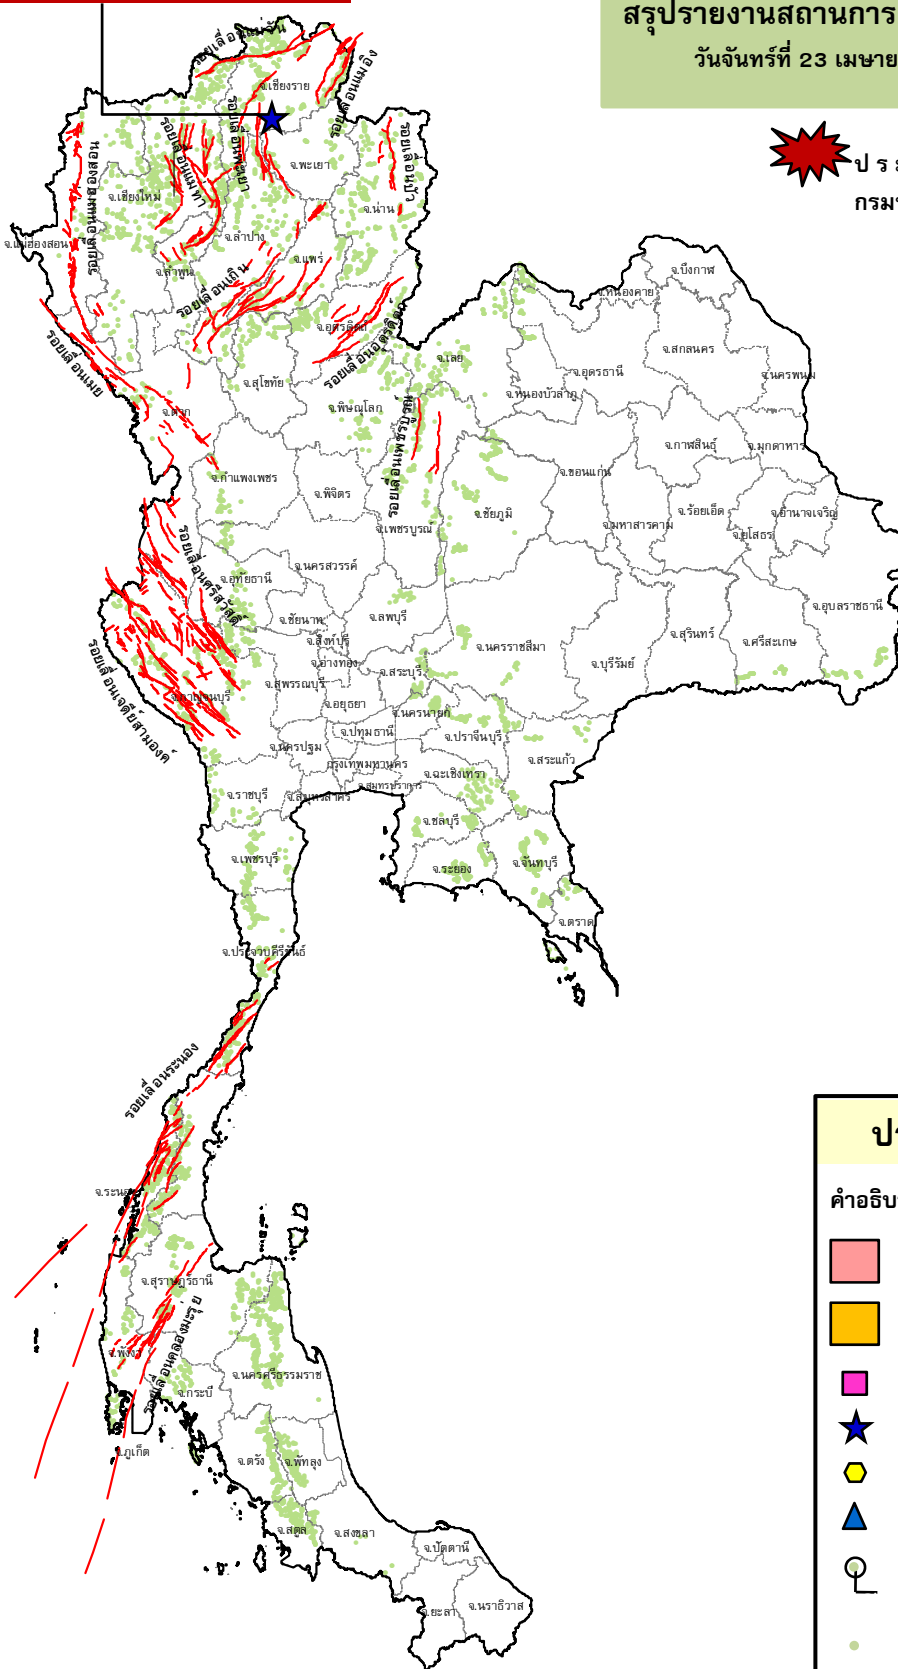 สรุปรายงานสถานการ
วันจันทร์ที่ 23 เมษาย
ป ร ะ
กรม
รอยเลื่อนแม่จัน
รอยเลื่อนแม่อิง
จ.เชียงราย
รอยเลื่อนพะเยา
รอยเลื่อนแม่ทา
รอยเลื่อนปัว
รอยเลื่อนแม่ฮ่องสอน
จ.พะเยา
จ.เชียงใหม่
จ.น่าน
จ.แม่ฮ่องสอน
จ.ลำปาง
จ.แพร่
จ.ลำพูน
รอยเลื่อนเถิน
จ.บึงกาฬ
จ.หนองคาย
จ.อุตรดิตถ์
รอยเลื่อนอุตรดิตถ์
รอยเลื่อนเมย
จ.เลย
จ.สกลนคร
จ.อุดรธานี
จ.นครพนม
จ.สุโขทัย
จ.หนองบัวลำภู
จ.ตาก
จ.พิษณุโลก
รอยเลื่อนเพชรบูรณ์
จ.กาฬสินธุ์
จ.มุกดาหาร
จ.ขอนแก่น
จ.กำแพงเพชร
จ.พิจิตร
จ.ชัยภูมิ
จ.ร้อยเอ็ด
จ.อำนาจเจริญ
จ.เพชรบูรณ์
จ.มหาสารคาม
จ.ยโสธร
รอยเลื่อนศรีสวัสดิ์
จ.นครสวรรค์
จ.อุทัยธานี
จ.อุบลราชธานี
จ.ชัยนาท
จ.ลพบุรี
จ.สุรินทร์
จ.ศรีสะเกษ
จ.สิงห์บุรี
จ.นครราชสีมา
จ.อ่างทอง
จ.บุรีรัมย์
จ.สระบุรี
จ.สุพรรณบุรี
จ.กาญจนบุรี
จ.อยุธยา
จ.นครนายก
รอยเลื่อนเจดีย์สามองค์
จ.ปทุมธานี
จ.ปราจีนบุรี
จ.นครปฐม
จ.สระแก้ว
กรุงเทพมหานคร
จ.ฉะเชิงเทรา
จ.สมุทรปราการ
จ.ราชบุรี
จ.สมุทรสาคร
จ.ชลบุรี
จ.เพชรบุรี
จ.ระยอง
จ.จันทบุรี
จ.ตราด
จ.ประจวบคีรีขันธ์
รอยเลื่อนระนอง
ปร
จ.ระนอง
คำอธิบ
จ.สุราษฎร์ธานี
รอยเลื่อนคลองมะรุ่ย
จ.พังงา
จ.นครศรีธรรมราช
จ.กระบี่
จ.ภูเก็ต
จ.ตรัง
จ.พัทลุง
จ.สตูล
จ.สงขลา
จ.ปัตตานี
จ.ยะลา
จ.นราธิวาส